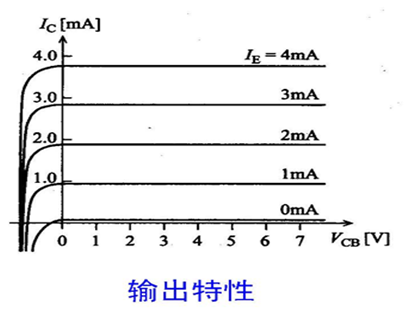 I_C [mA]
4.0
I_E = 4mA
3.0
3mA
2.0
2mA
1.0
1mA
0mA
0 1 2 3 4 5 6 7 V_CB [V]
输出特性